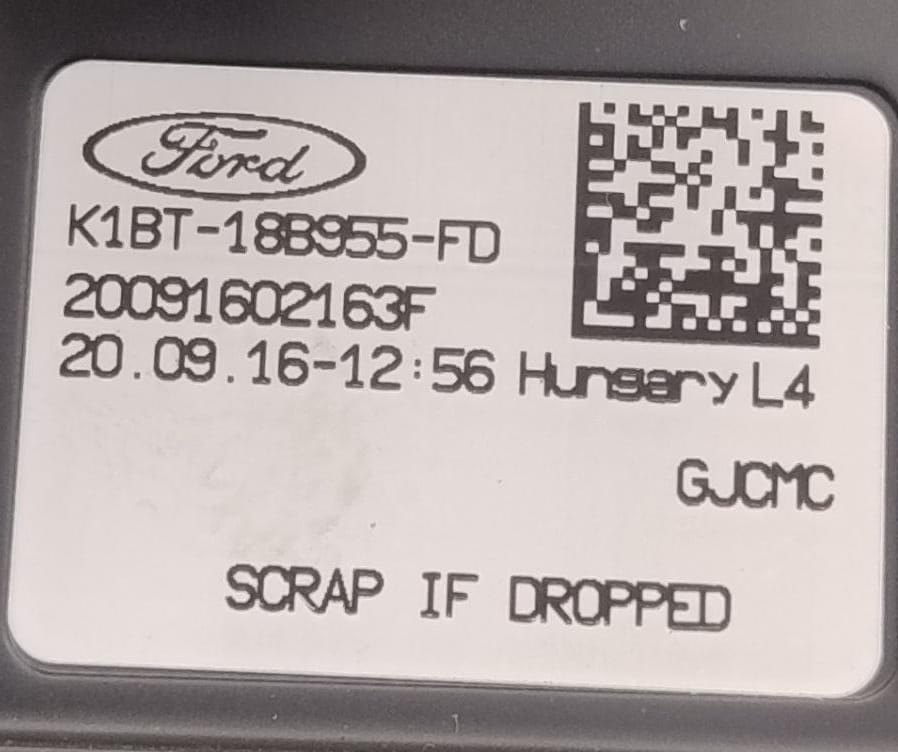 Ford
K1BT-18B955-FD
20091602163F
20.09.16-12:56 Hungary L4
GJCMC
SCRAP IF DROPPED